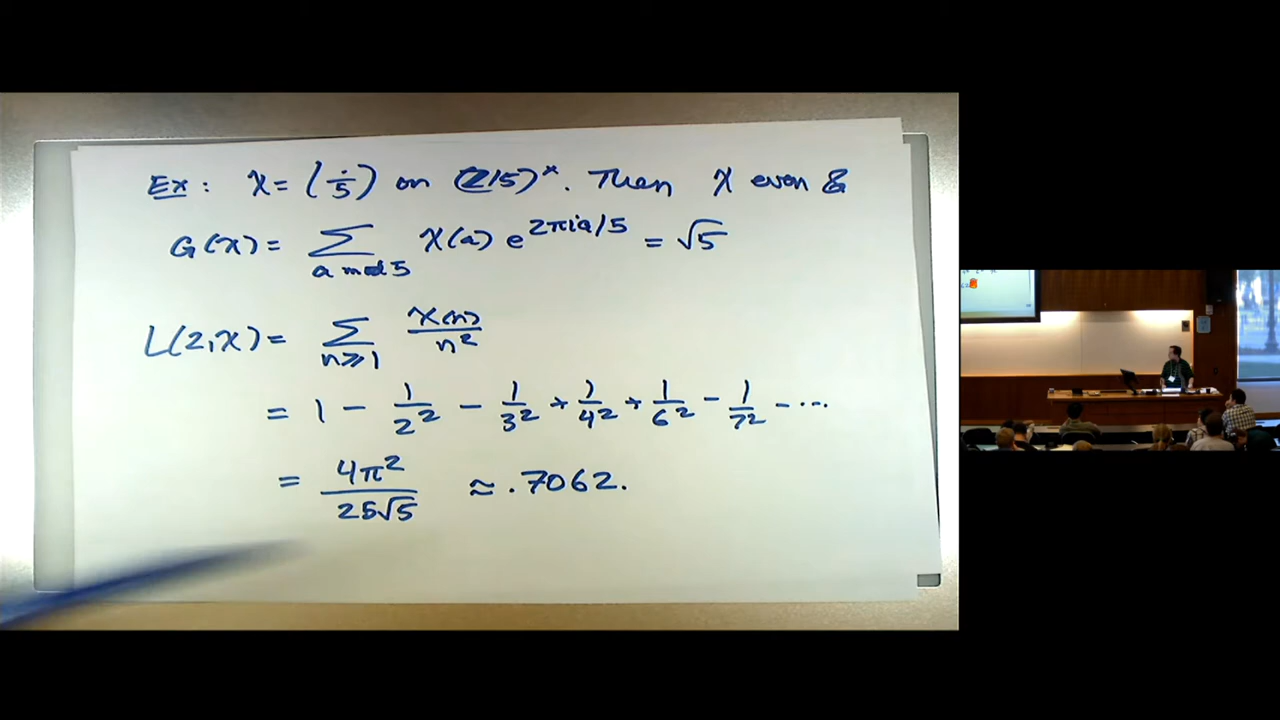 Ex: χ = (·/5) on (Z/5)^×. Then χ even &
G(χ) = Σ_{a mod 5} χ(a) e^{2πia/5} = √5
L(2,χ) = Σ_{n≥1} χ(n)/n²
= 1 - 1/2² - 1/3² + 1/4² + 1/6² - 1/7² - ...
= 4π²/25√5 ≈ .7062.